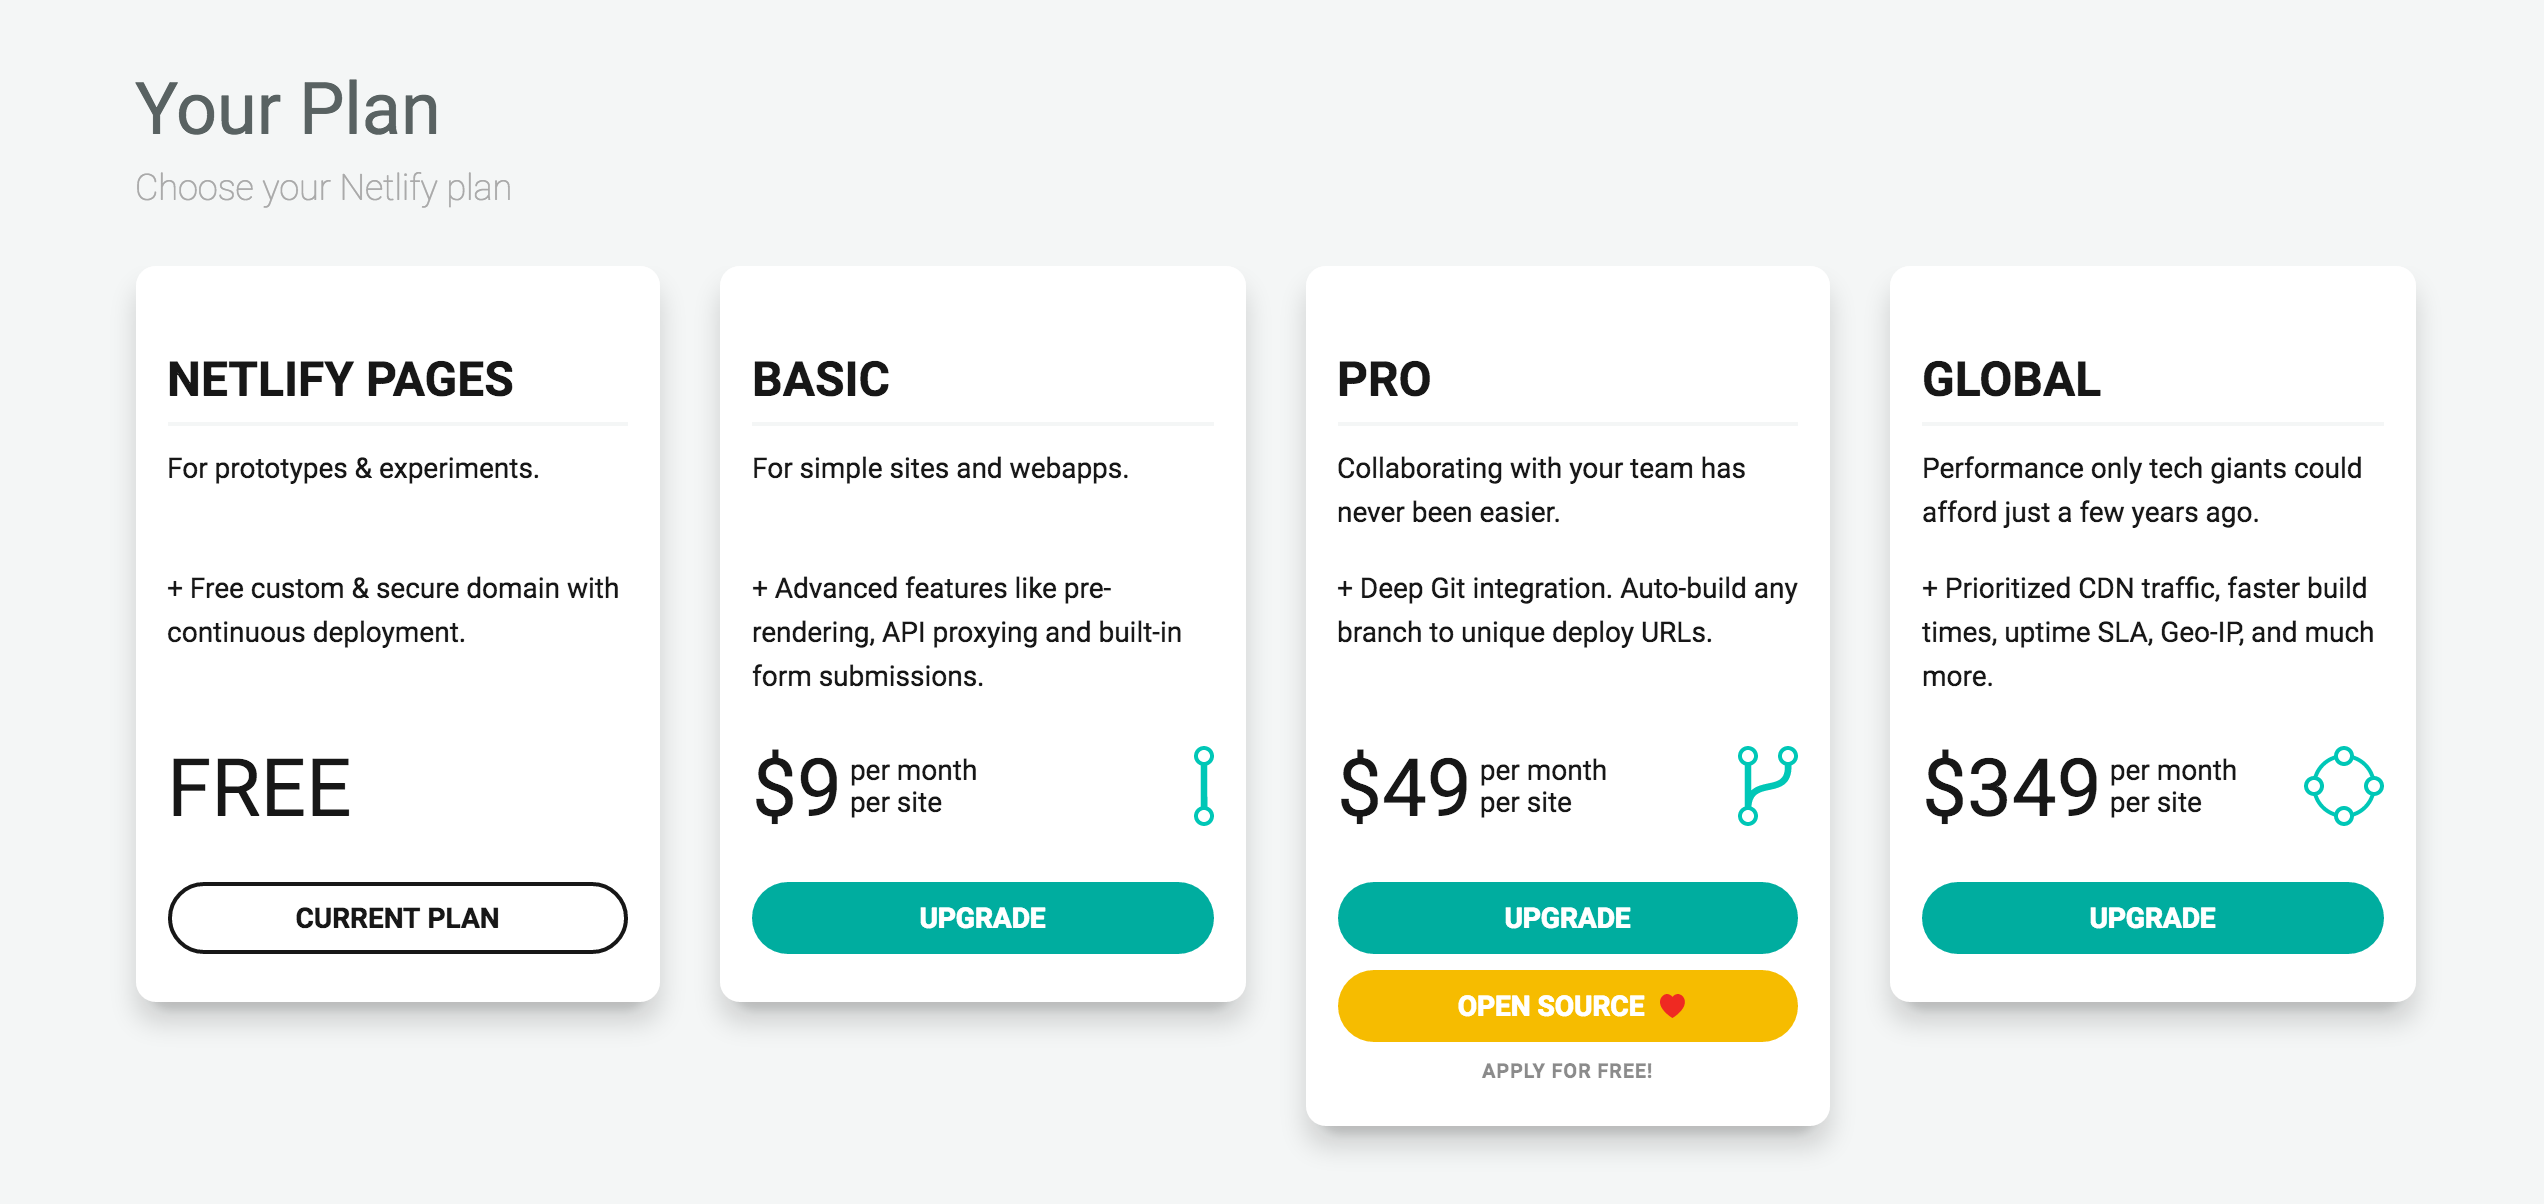 Your Plan
Choose your Netlify plan
NETLIFY PAGES
For prototypes & experiments.
+ Free custom & secure domain with
continuous deployment.
FREE
CURRENT PLAN
BASIC
For simple sites and webapps.
+ Advanced features like pre-
rendering, API proxying and built-in
form submissions.
$9 per month
per site
UPGRADE
PRO
Collaborating with your team has
never been easier.
+ Deep Git integration. Auto-build any
branch to unique deploy URLs.
$49 per month
per site
UPGRADE
OPEN SOURCE
APPLY FOR FREE!
GLOBAL
Performance only tech giants could
afford just a few years ago.
+ Prioritized CDN traffic, faster build
times, uptime SLA, Geo-IP, and much
more.
$349 per month
per site
UPGRADE